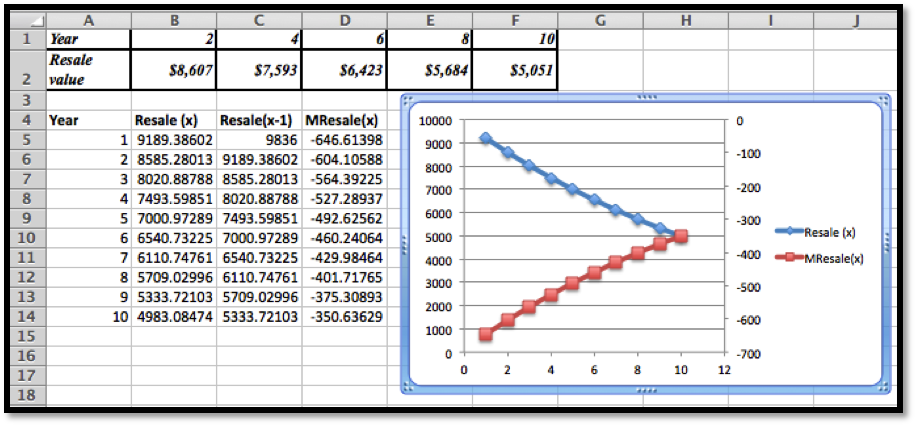 A B C D E F G H I J
1 Year 2 4 6 8 10
Resale
2 value $8,607 $7,593 $6,423 $5,684 $5,051
3
4 Year Resale (x) Resale(x-1) MResale(x)
5 1 9189.38602 9836 -646.61398
6 2 8585.28013 9189.38602 -604.10588
7 3 8020.88788 8585.28013 -564.39225
8 4 7493.59851 8020.88788 -527.28937
9 5 7000.97289 7493.59851 -492.62562
10 6 6540.73225 7000.97289 -460.24064
11 7 6110.74761 6540.73225 -429.98464
12 8 5709.02996 6110.74761 -401.71765
13 9 5333.72103 5709.02996 -375.30893
14 10 4983.08474 5333.72103 -350.63629
15
16
17
18
10000 0
9000 -100
8000
7000 -200
6000 -300
5000
4000 -400
3000 -500
2000 -600
1000
0 -700
0 2 4 6 8 10 12
Resale (x)
MResale(x)